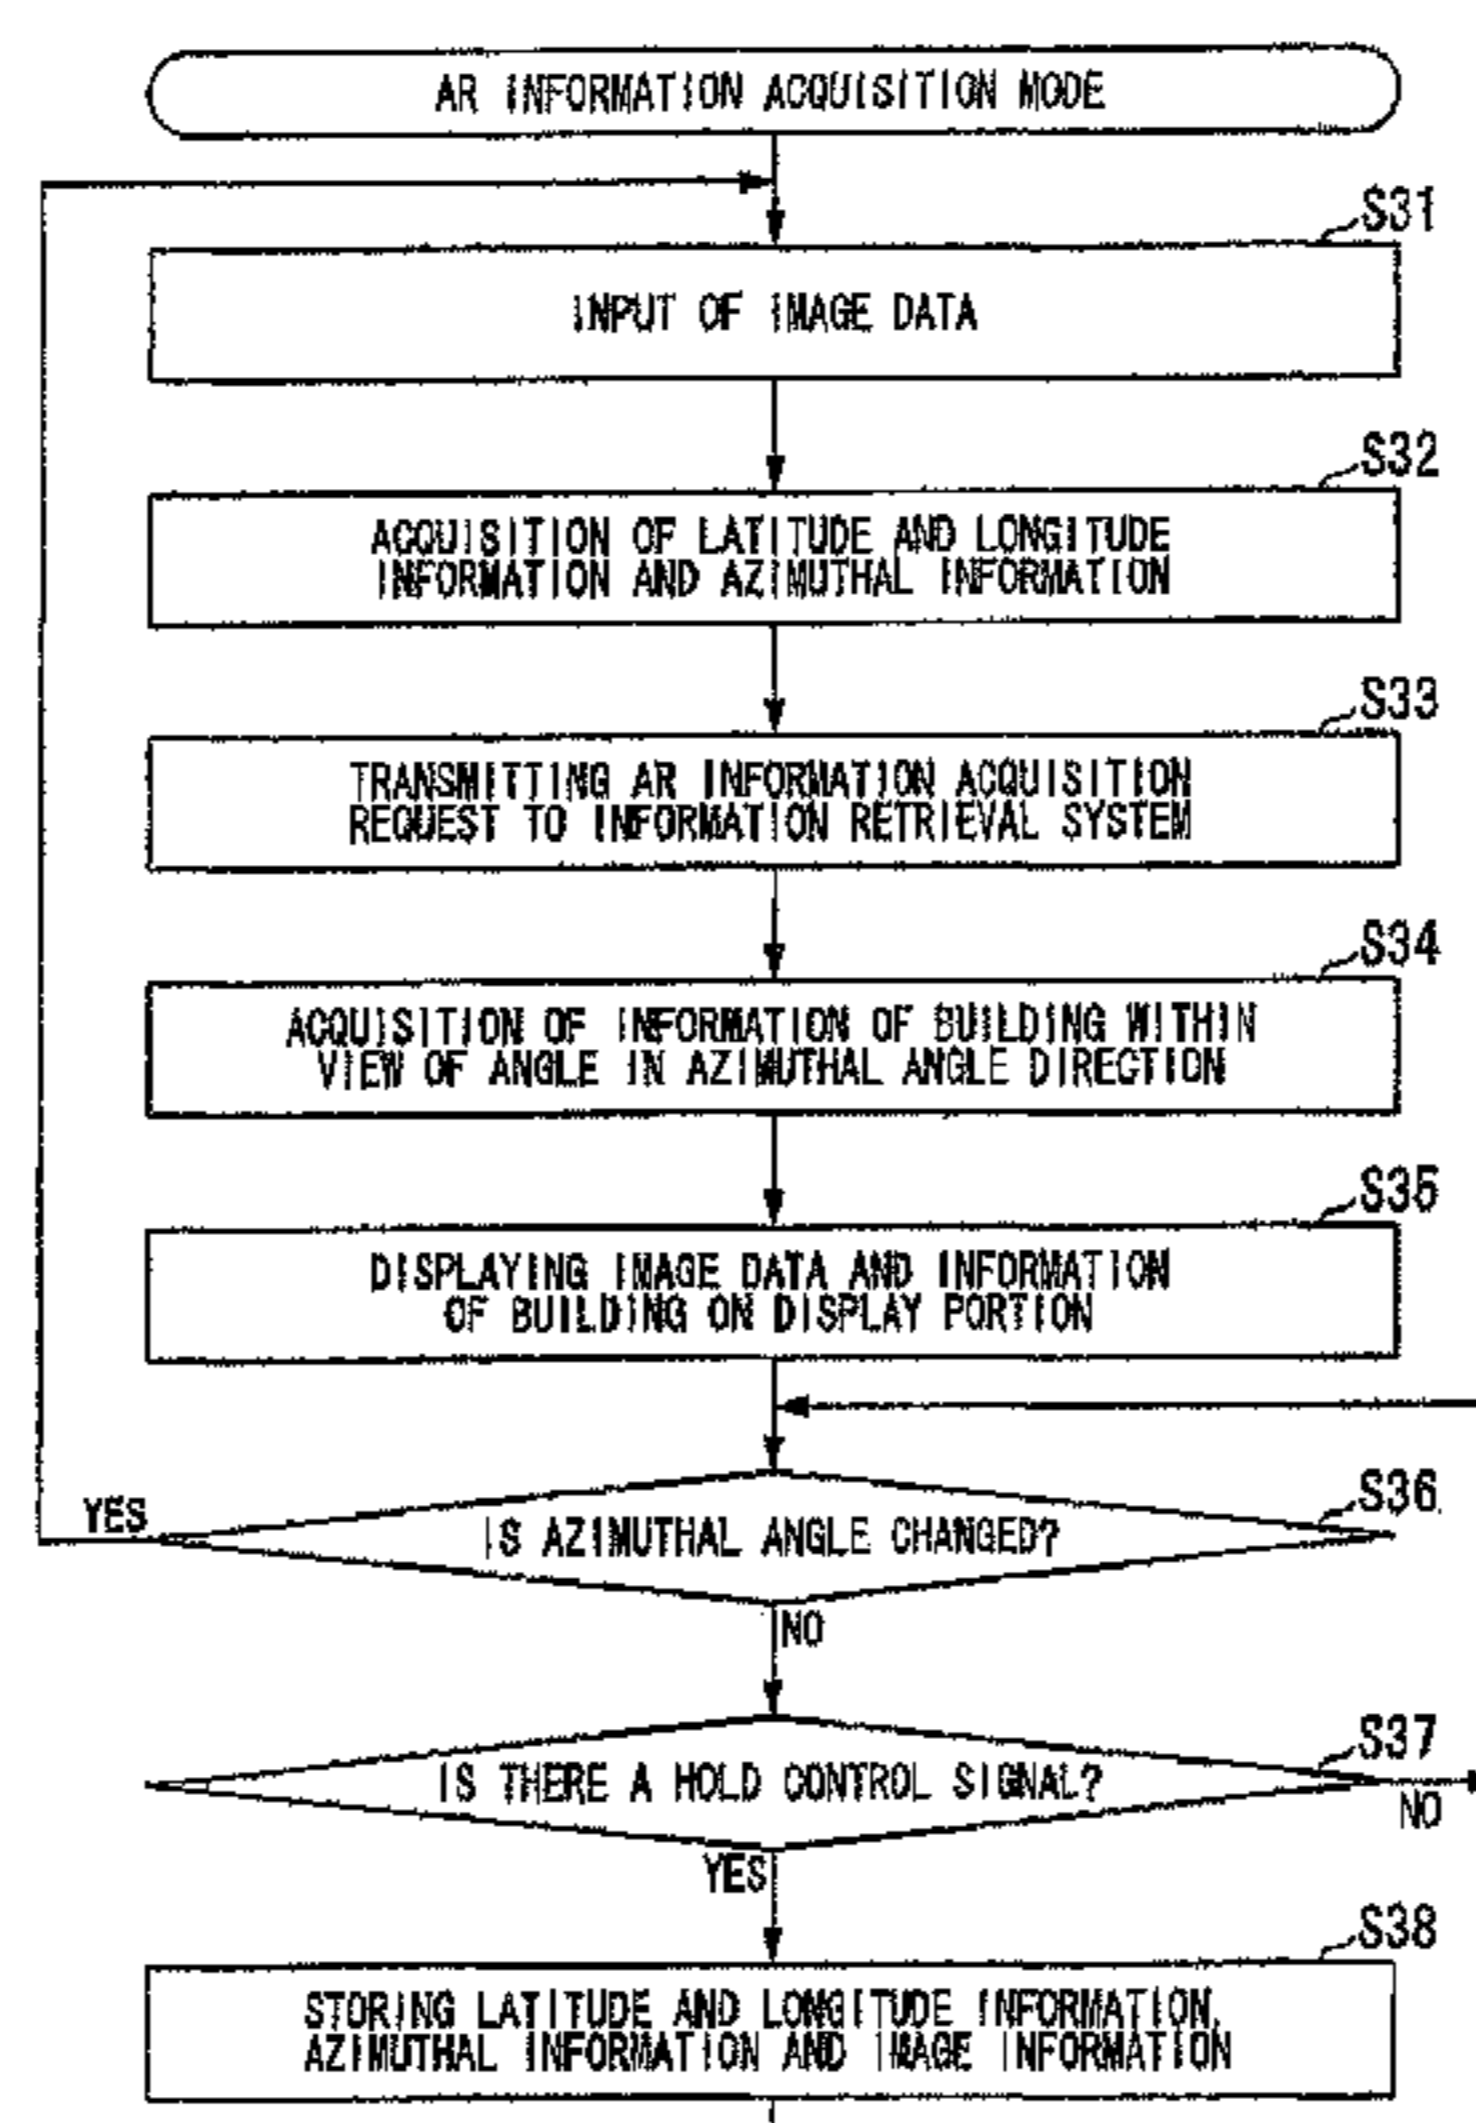 AR INFORMATION ACQUISITION MODE
S31
INPUT OF IMAGE DATA
S32
ACQUISITION OF LATITUDE AND LONGITUDE
INFORMATION AND AZIMUTHAL INFORMATION
S33
TRANSMITTING AR INFORMATION ACQUISITION
REQUEST TO INFORMATION RETRIEVAL SYSTEM
S34
ACQUISITION OF INFORMATION OF BUILDING WITHIN
VIEW OF ANGLE IN AZIMUTHAL ANGLE DIRECTION
S35
DISPLAYING IMAGE DATA AND INFORMATION
OF BUILDING ON DISPLAY PORTION
S36
YES
IS AZIMUTHAL ANGLE CHANGED?
NO
S37
IS THERE A HOLD CONTROL SIGNAL?
NO
YES
S38
STORING LATITUDE AND LONGITUDE INFORMATION,
AZIMUTHAL INFORMATION AND IMAGE INFORMATION